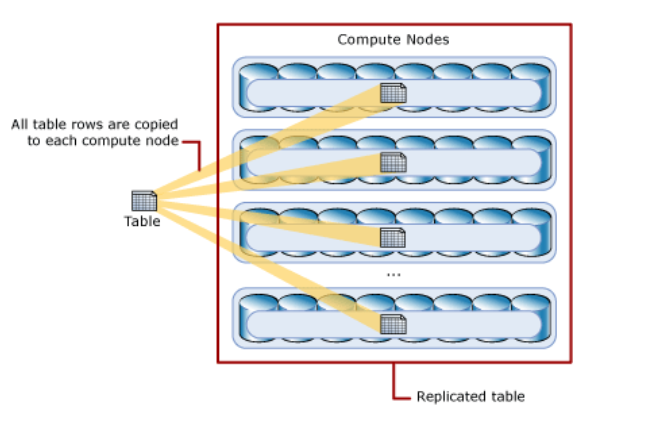 Compute Nodes
All table rows are copied
to each compute node
Table
...
Replicated table